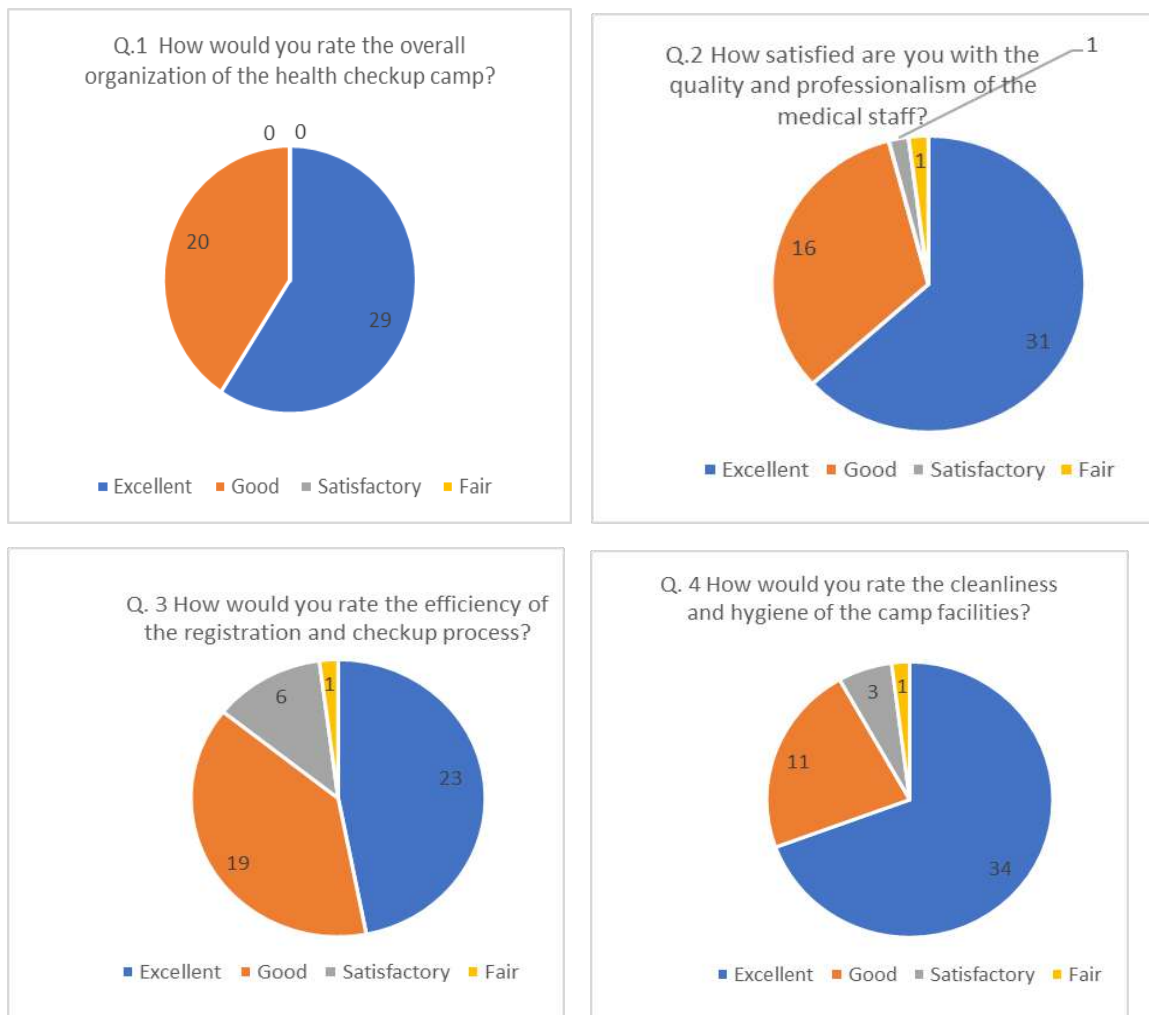 Q.1 How would you rate the overall
organization of the health checkup camp?
0 0
20
29
Excellent Good Satisfactory Fair
Q.2 How satisfied are you with the
quality and professionalism of the
medical staff?
1
1
16
31
Excellent Good Satisfactory Fair
Q. 3 How would you rate the efficiency of
the registration and checkup process?
6
1
23
19
Excellent Good Satisfactory Fair
Q. 4 How would you rate the cleanliness
and hygiene of the camp facilities?
3
1
11
34
Excellent Good Satisfactory Fair